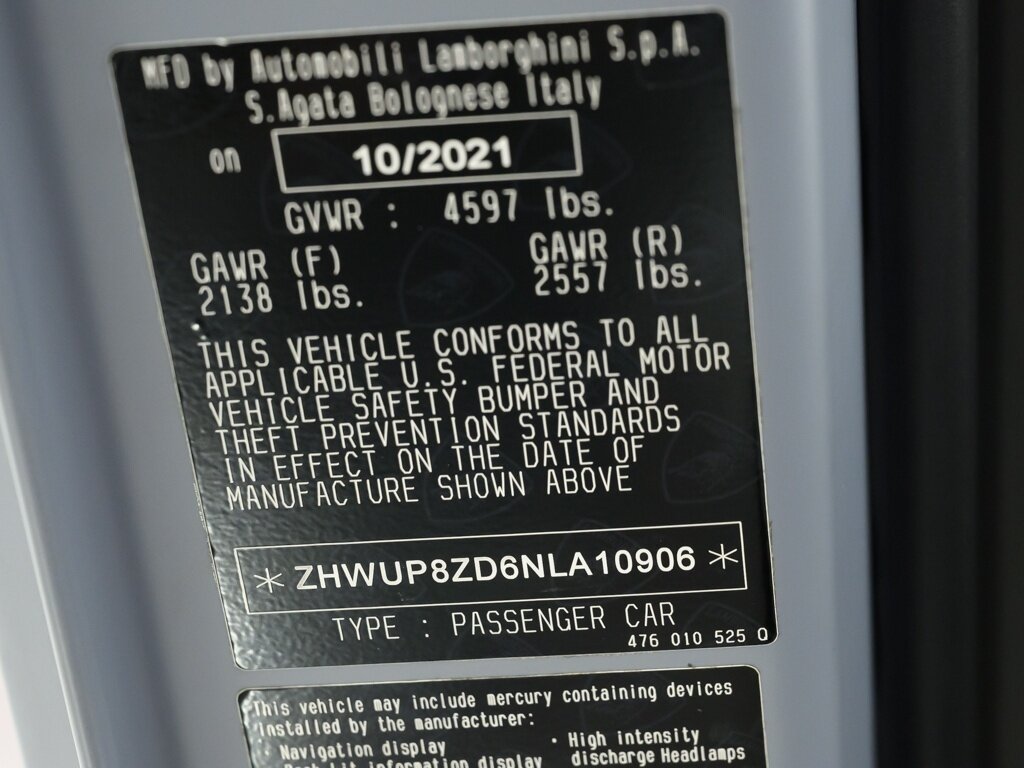 MFD by Automobili Lamborghini S.p.A.
S.Agata Bolognese Italy
on 10/2021
GVWR : 4597 lbs.
GAWR (F) GAWR (R)
2138 lbs. 2557 lbs.
THIS VEHICLE CONFORMS TO ALL
APPLICABLE U.S. FEDERAL MOTOR
VEHICLE SAFETY BUMPER AND
THEFT PREVENTION STANDARDS
IN EFFECT ON THE DATE OF
MANUFACTURE SHOWN ABOVE
* ZHWUP8ZD6NLA10906 *
TYPE : PASSENGER CAR
476 010 525 Q
This vehicle may include mercury containing devices
installed by the manufacturer:
· Navigation display · High intensity
information display discharge Headlamps